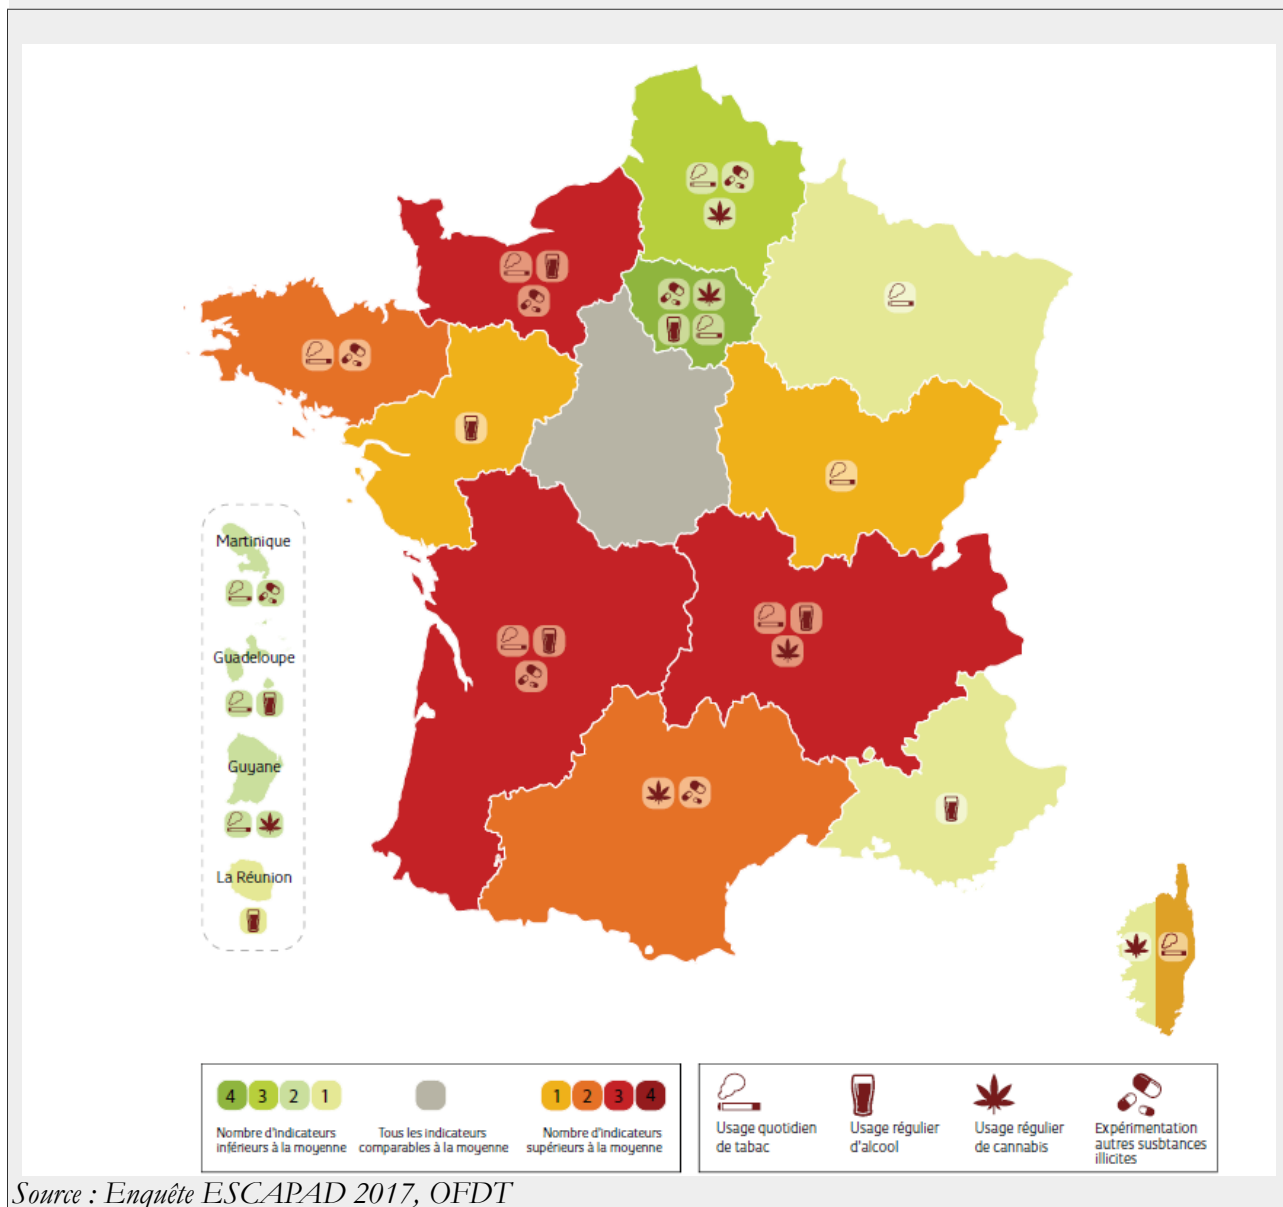 Martinique
Guadeloupe
Guyane
La Réunion
4 3 2 1
Nombre d'indicateurs
inférieurs à la moyenne
Tous les indicateurs
comparables à la moyenne
1 2 3 4
Nombre d'indicateurs
supérieurs à la moyenne
Usage quotidien
de tabac
Usage régulier
d'alcool
Usage régulier
de cannabis
Expérimentation
autres susbtances
illicites
Source : Enquête ESCAPAD 2017, OFDT